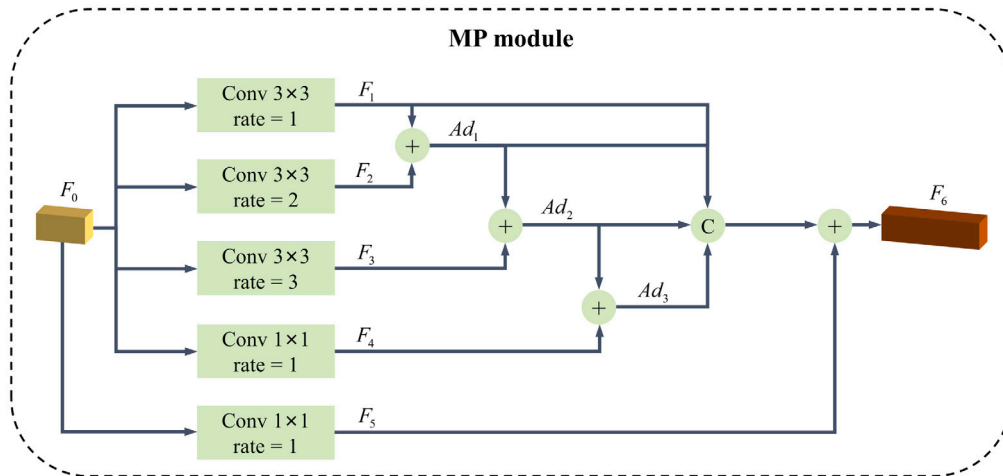 MP module
Conv 3×3
rate = 1
F₁
Ad₁
+
Conv 3×3
rate = 2
F₂
F₀
Ad₂
+
C
+
F₆
Conv 3×3
rate = 3
F₃
Ad₃
+
Conv 1×1
rate = 1
F₄
Conv 1×1
rate = 1
F₅